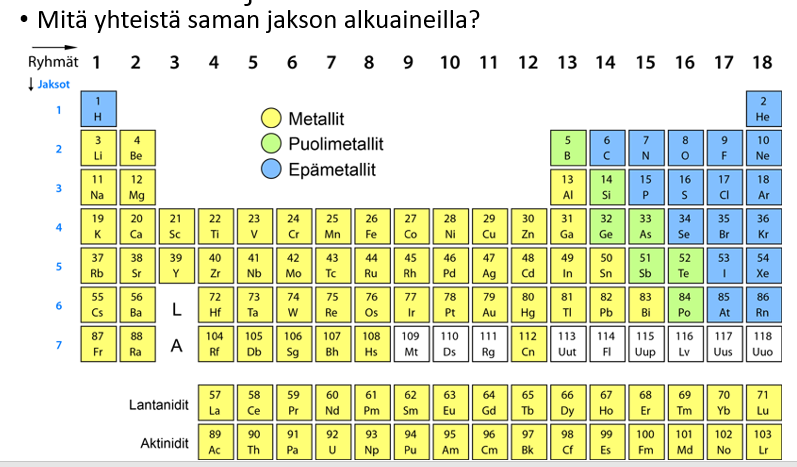 • Mitä yhteistä saman jakson alkuaineilla?
Ryhmät 1 2 3 4 5 6 7 8 9 10 11 12 13 14 15 16 17 18
Jaksot
1 1 2
H He
Metallit
Puolimetallit
Epämetallit
2 3 4 5 6 7 8 9 10
Li Be B C N O F Ne
3 11 12 13 14 15 16 17 18
Na Mg Al Si P S Cl Ar
4 19 20 21 22 23 24 25 26 27 28 29 30 31 32 33 34 35 36
K Ca Sc Ti V Cr Mn Fe Co Ni Cu Zn Ga Ge As Se Br Kr
5 37 38 39 40 41 42 43 44 45 46 47 48 49 50 51 52 53 54
Rb Sr Y Zr Nb Mo Tc Ru Rh Pd Ag Cd In Sn Sb Te I Xe
6 55 56 L 72 73 74 75 76 77 78 79 80 81 82 83 84 85 86
Cs Ba Hf Ta W Re Os Ir Pt Au Hg Tl Pb Bi Po At Rn
7 87 88 A 104 105 106 107 108 109 110 111 112 113 114 115 116 117 118
Fr Ra Rf Db Sg Bh Hs Mt Ds Rg Cn Uut Fl Uup Lv Uus Uuo
Lantanidit 57 58 59 60 61 62 63 64 65 66 67 68 69 70 71
La Ce Pr Nd Pm Sm Eu Gd Tb Dy Ho Er Tm Yb Lu
Aktinidit 89 90 91 92 93 94 95 96 97 98 99 100 101 102 103
Ac Th Pa U Np Pu Am Cm Bk Cf Es Fm Md No Lr